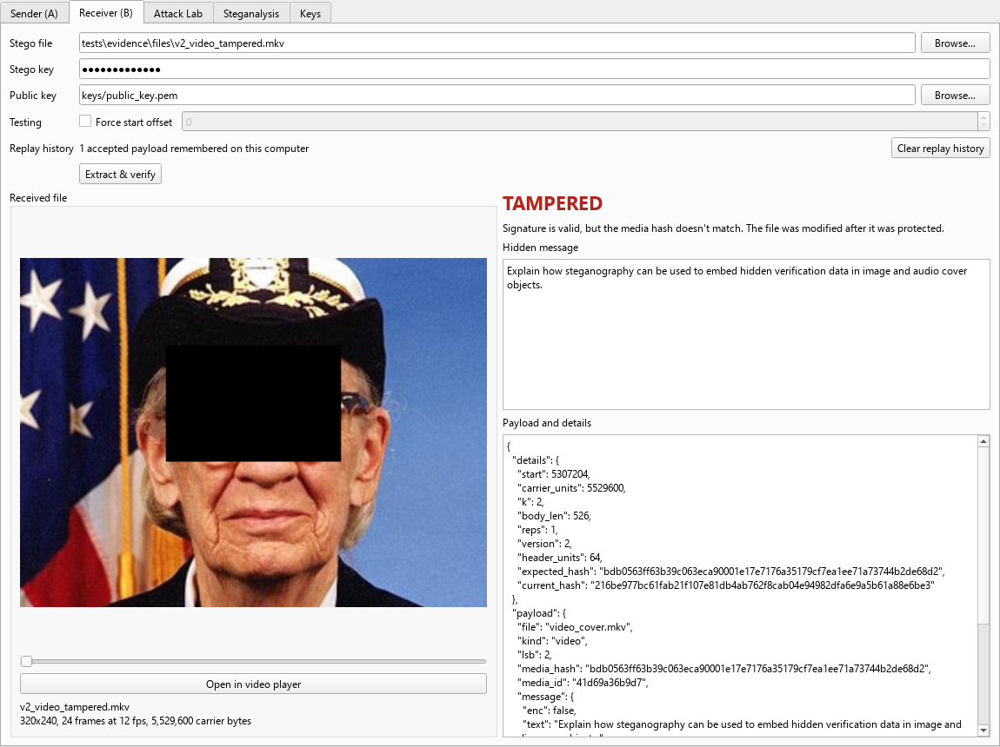 Sender (A) Receiver (B) Attack Lab Steganalysis Keys
Stego file tests\evidence\files\v2_video_tampered.mkv Browse...
Stego key ●●●●●●●●●●●●●
Public key keys/public_key.pem Browse...
Testing Force start offset 0
Replay history 1 accepted payload remembered on this computer Clear replay history
Extract & verify
Received file
Open in video player
v2_video_tampered.mkv
320x240, 24 frames at 12 fps, 5,529,600 carrier bytes
TAMPERED
Signature is valid, but the media hash doesn't match. The file was modified after it was protected.
Hidden message
Explain how steganography can be used to embed hidden verification data in image and audio cover
objects.
Payload and details
{
"details": {
"start": 5307204,
"carrier_units": 5529600,
"k": 2,
"body_len": 526,
"reps": 1,
"version": 2,
"header_units": 64,
"expected_hash": "bdb0563ff63b39c063eca90001e17e7176a35179cf7ea1ee71a73744b2de68d2",
"current_hash": "216be977bc61fab21f107e81db4ab762f8cab04e94982dfa6e9a5b61a88e6be3"
},
"payload": {
"file": "video_cover.mkv",
"kind": "video",
"lsb": 2,
"media_hash": "bdb0563ff63b39c063eca90001e17e7176a35179cf7ea1ee71a73744b2de68d2",
"media_id": "41d69a36b9d7",
"message": {
"enc": false,
"text": "Explain how steganography can be used to embed hidden verification data in image and